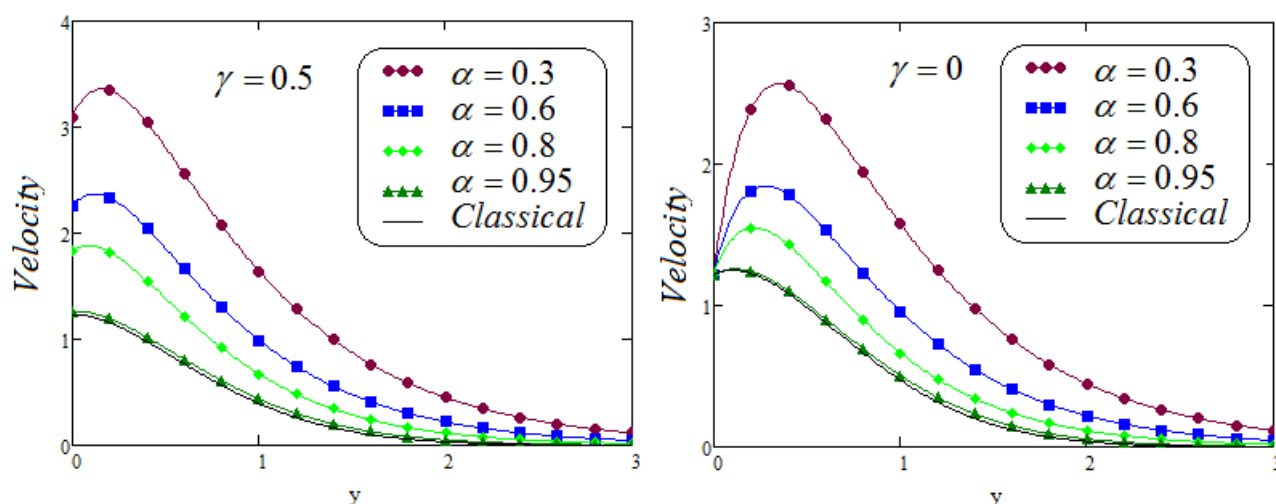 γ = 0.5
α = 0.3
α = 0.6
α = 0.8
α = 0.95
Classical
Velocity
4
3
2
1
0
0 1 2 3
y
γ = 0
α = 0.3
α = 0.6
α = 0.8
α = 0.95
Classical
Velocity
3
2
1
0
0 1 2 3
y